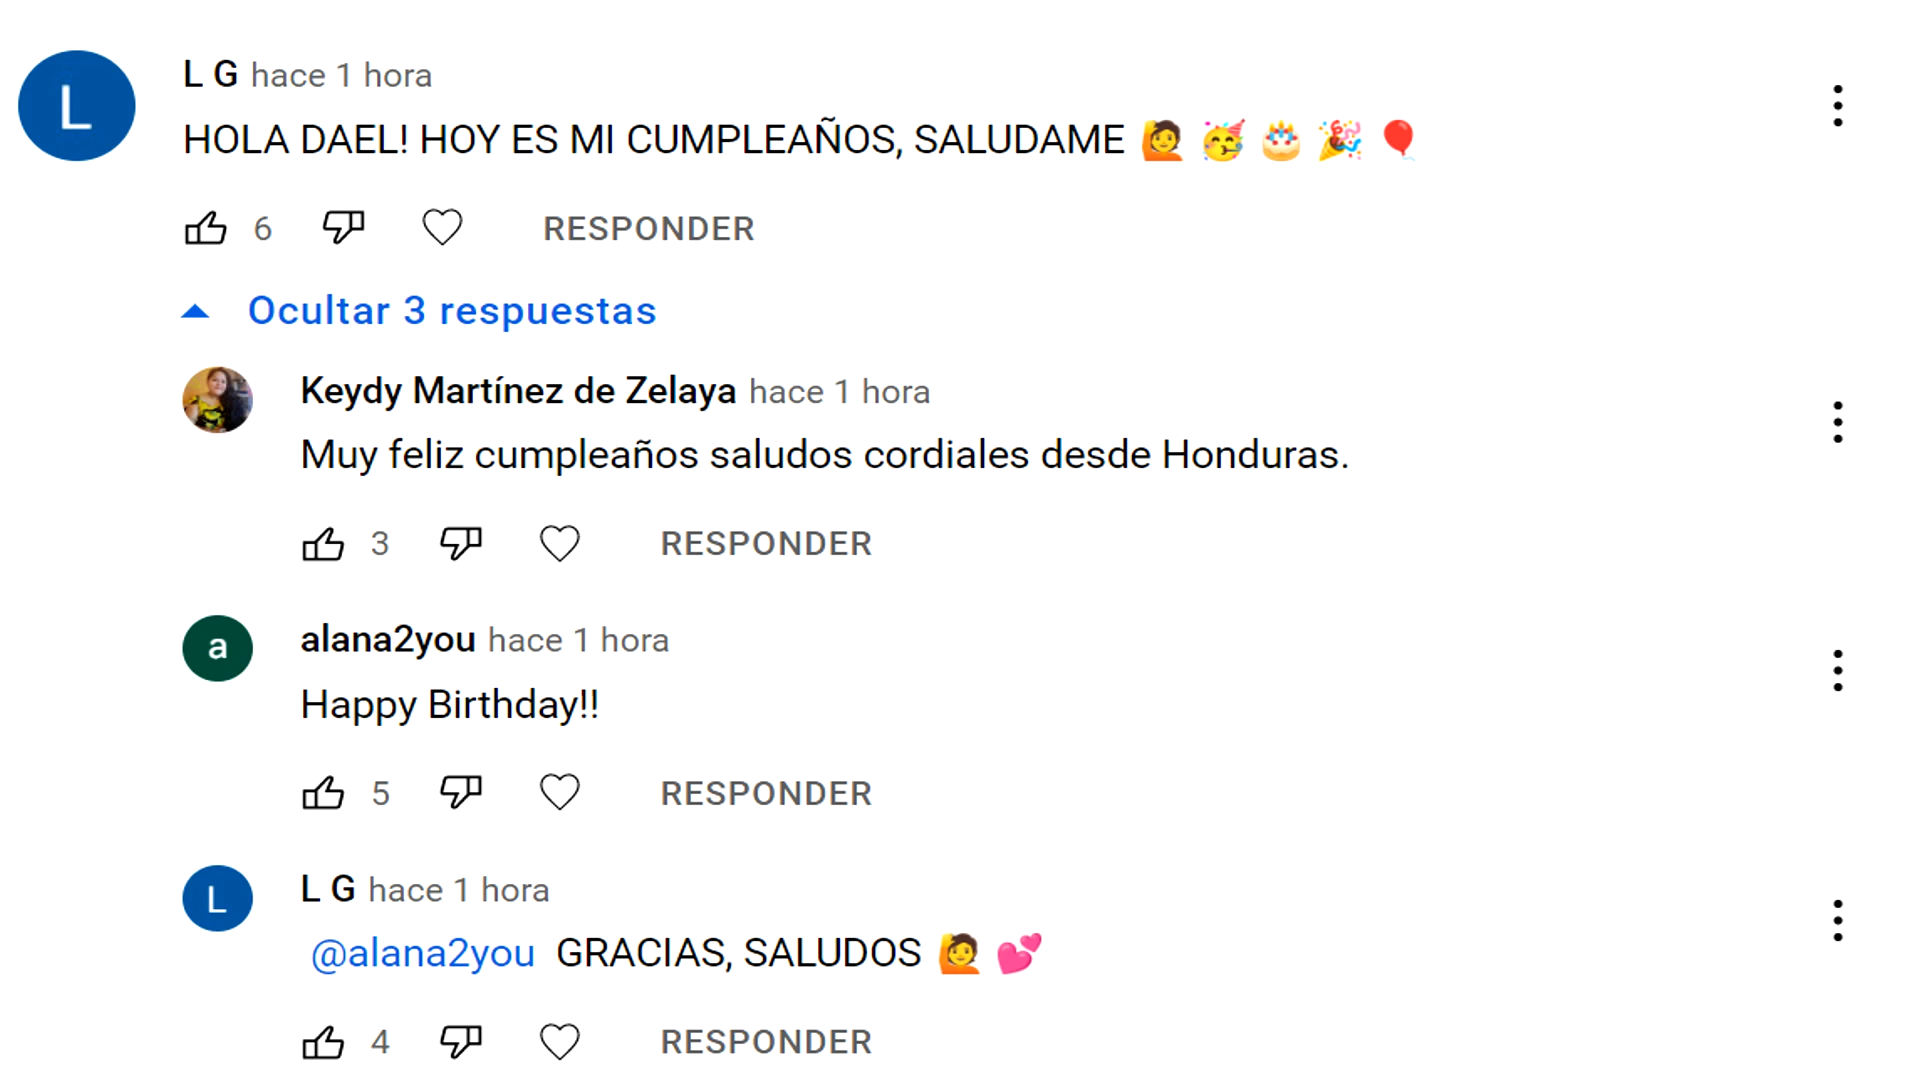 L
L G hace 1 hora
HOLA DAEL! HOY ES MI CUMPLEAÑOS, SALUDAME 🙋 🥳 🎂 🎉 🎈
6 RESPONDER
Ocultar 3 respuestas
Keydy Martínez de Zelaya hace 1 hora
Muy feliz cumpleaños saludos cordiales desde Honduras.
3 RESPONDER
a
alana2you hace 1 hora
Happy Birthday!!
5 RESPONDER
L
L G hace 1 hora
@alana2you GRACIAS, SALUDOS 🙋 💕
4 RESPONDER